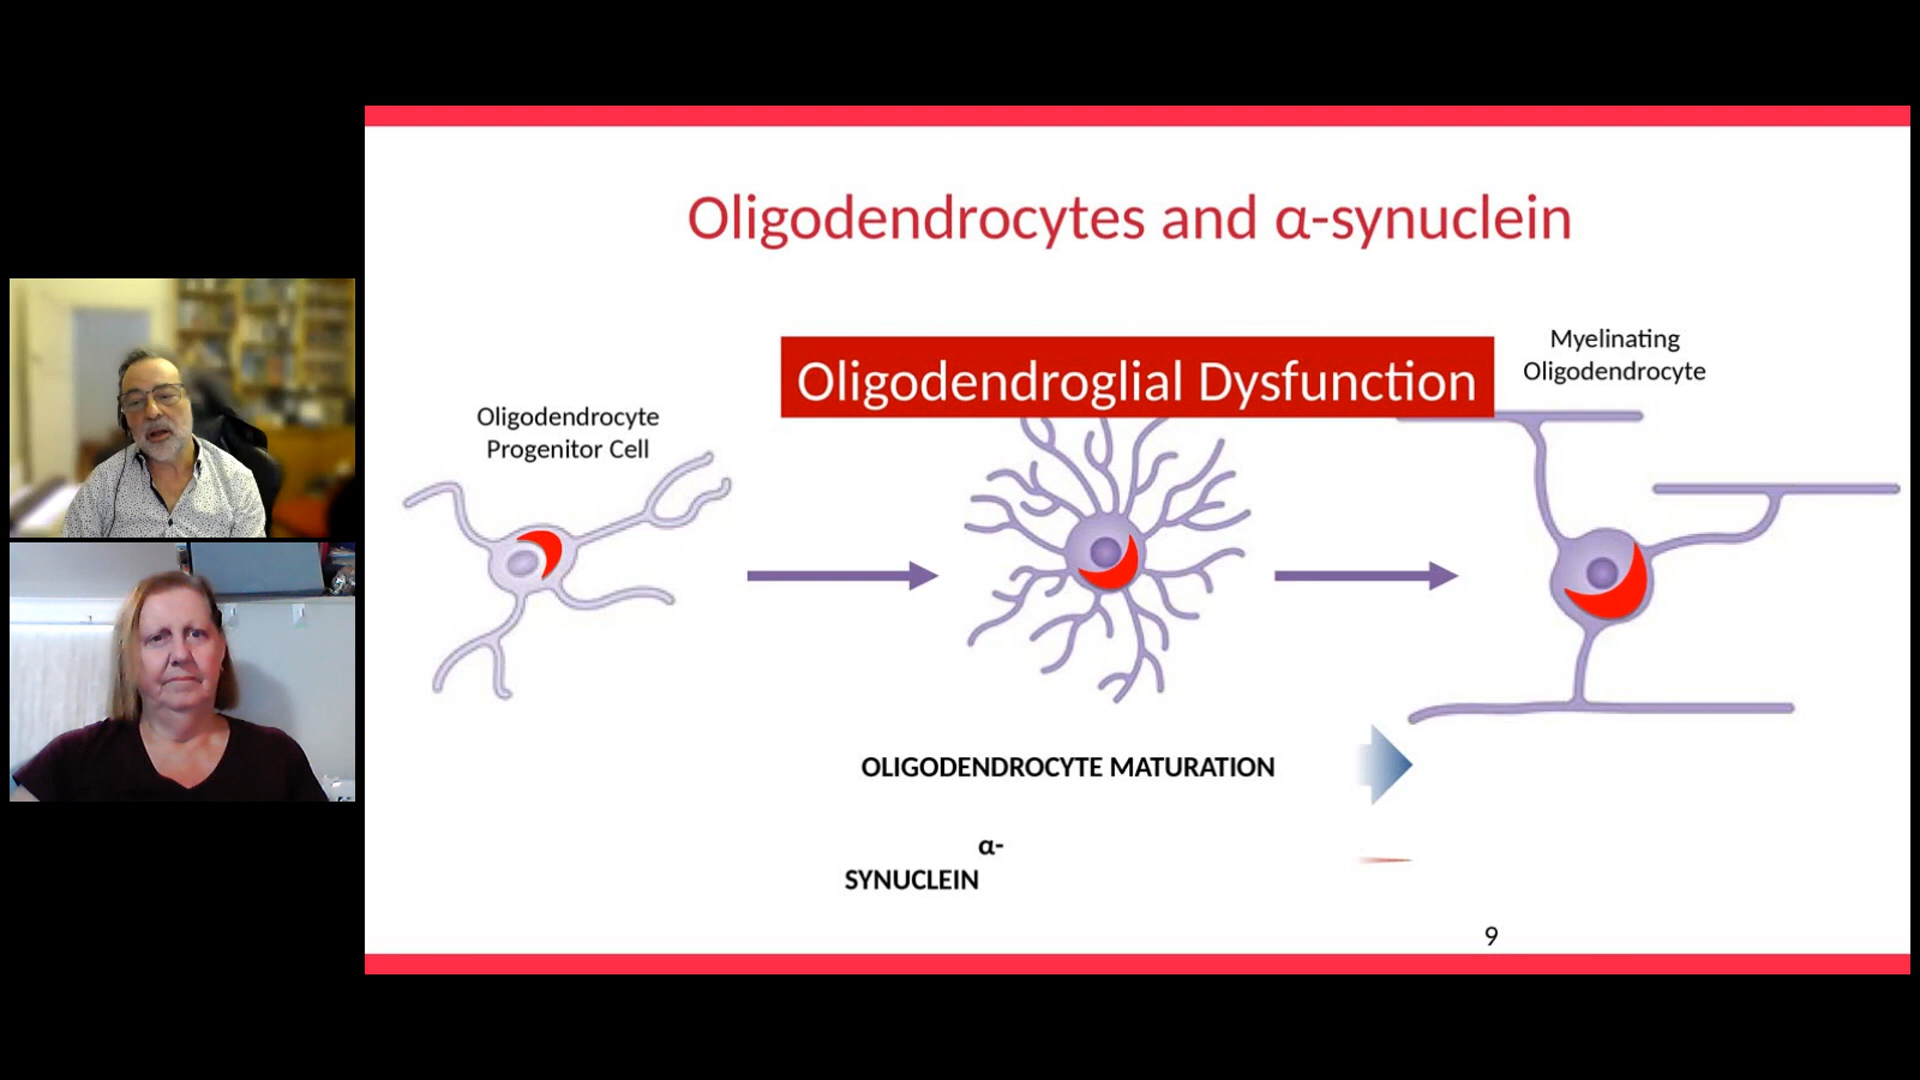 Oligodendrocytes and α-synuclein
Oligodendroglial Dysfunction
Myelinating
Oligodendrocyte
Oligodendrocyte
Progenitor Cell
OLIGODENDROCYTE MATURATION
α-
SYNUCLEIN
9